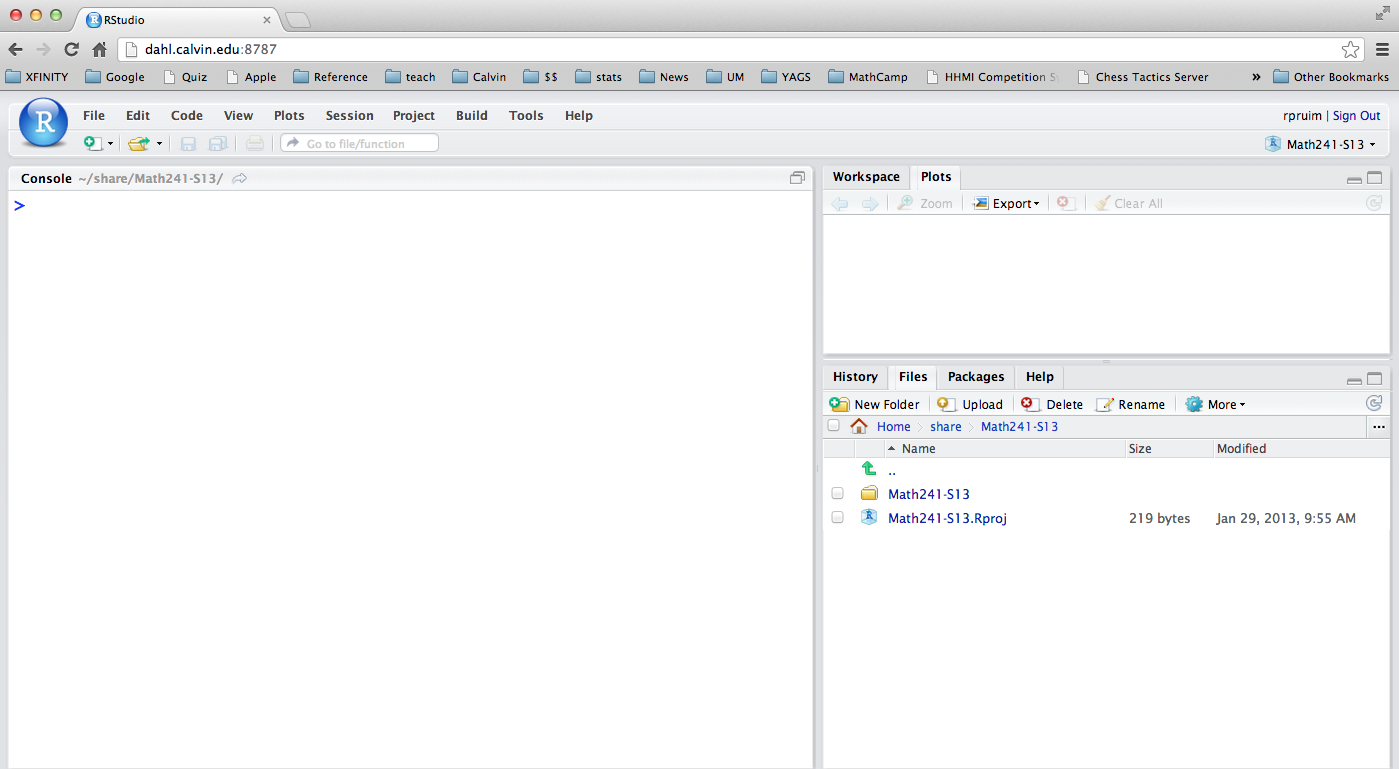 RStudio
dahl.calvin.edu:8787
XFINITY Google Quiz Apple Reference teach Calvin $$ stats News UM YAGS MathCamp HHMI Competition Chess Tactics Server » Other Bookmarks
R File Edit Code View Plots Session Project Build Tools Help rpruim | Sign Out
Go to file/function Math241-S13
Console ~/share/Math241-S13/
>
Workspace Plots
Zoom Export Clear All
History Files Packages Help
New Folder Upload Delete Rename More
Home share Math241-S13 ...
Name Size Modified
..
Math241-S13
Math241-S13.Rproj 219 bytes Jan 29, 2013, 9:55 AM